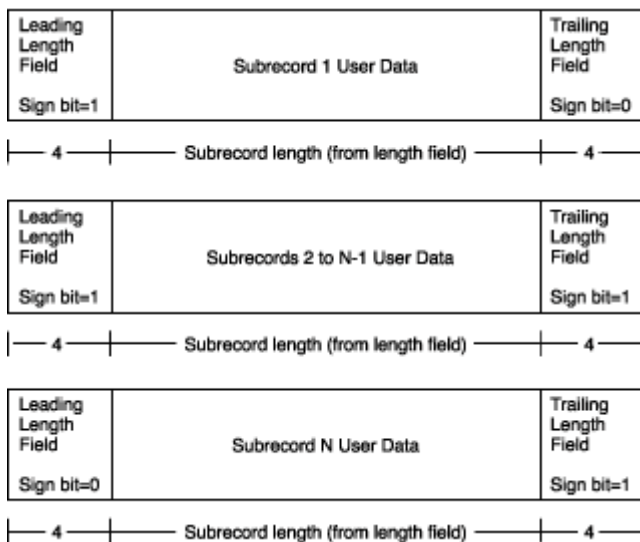 Leading
Length
Field
Sign bit=1
Subrecord 1 User Data
Trailing
Length
Field
Sign bit=0
4
Subrecord length (from length field)
4
Leading
Length
Field
Sign bit=1
Subrecords 2 to N-1 User Data
Trailing
Length
Field
Sign bit=1
4
Subrecord length (from length field)
4
Leading
Length
Field
Sign bit=0
Subrecord N User Data
Trailing
Length
Field
Sign bit=1
4
Subrecord length (from length field)
4